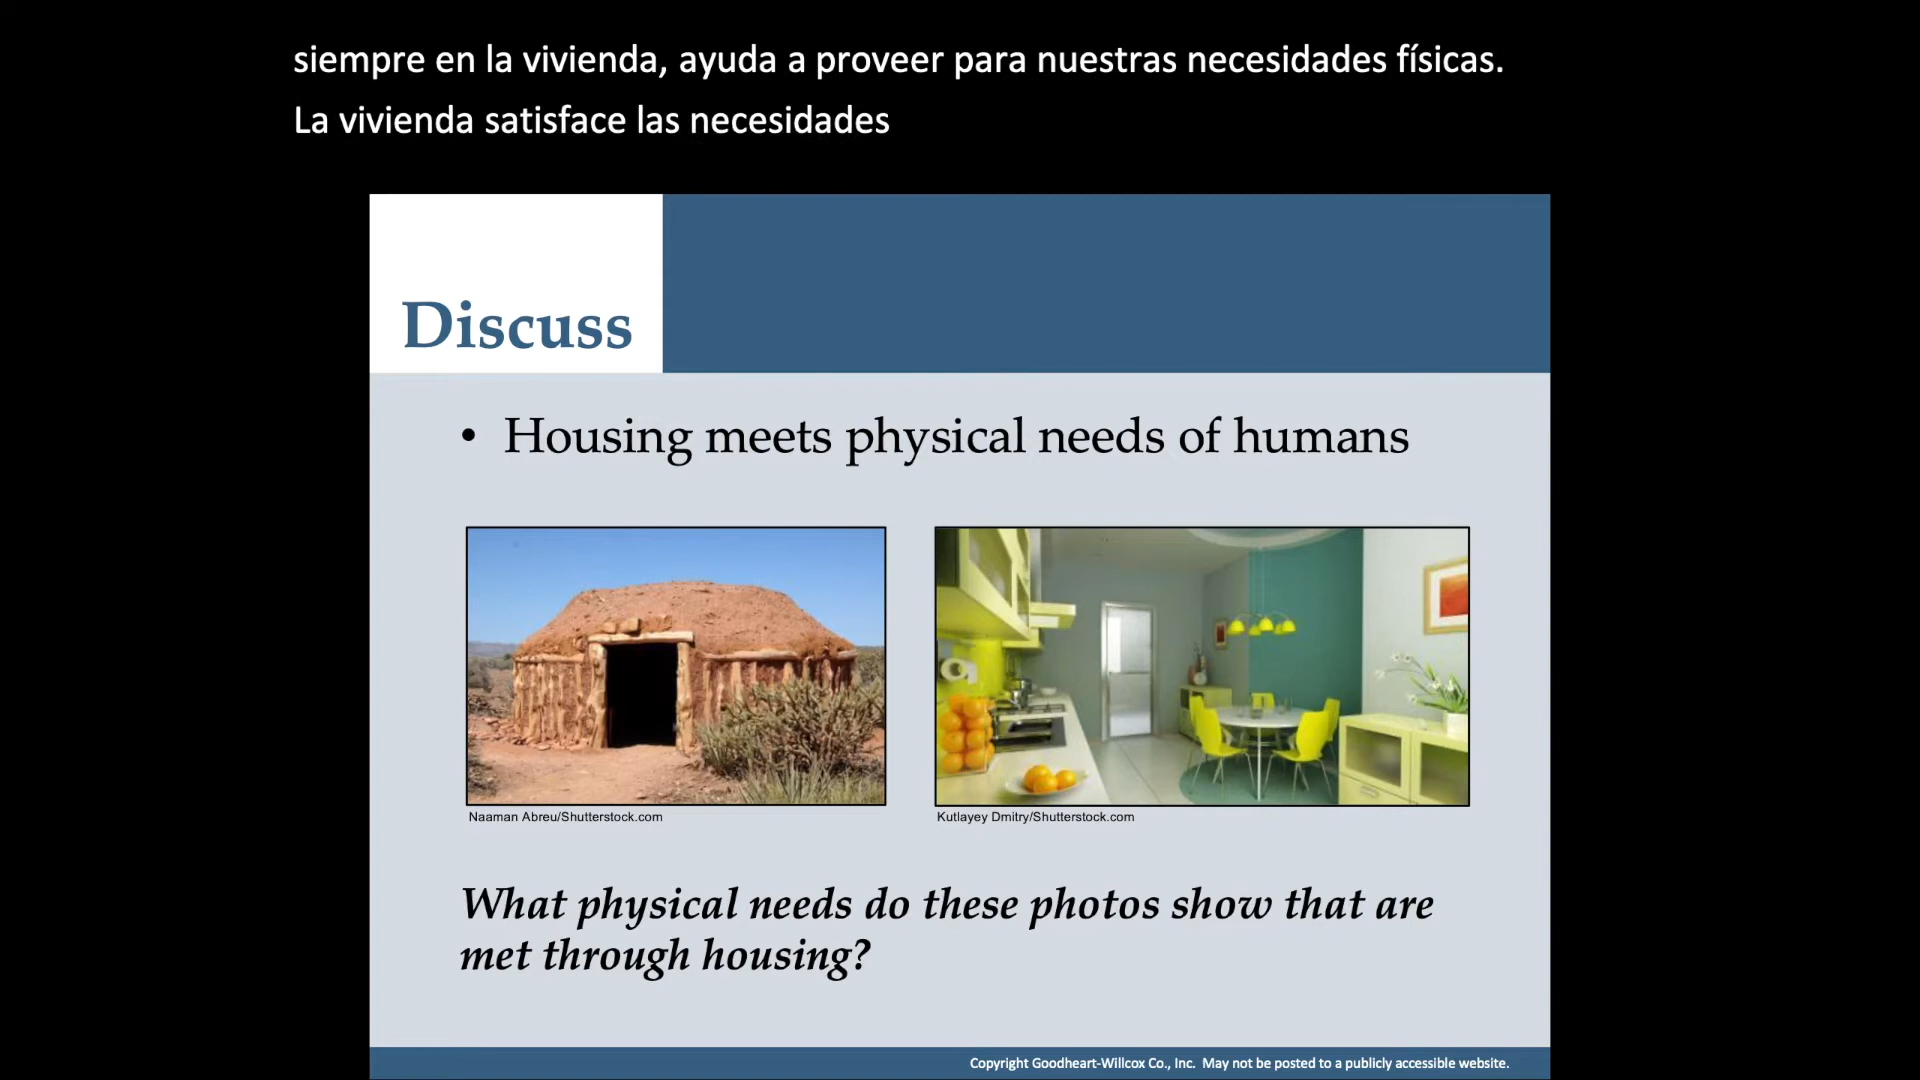 siempre en la vivienda, ayuda a proveer para nuestras necesidades físicas.
La vivienda satisface las necesidades
Discuss
• Housing meets physical needs of humans
Naaman Abreu/Shutterstock.com
Kutlayey Dmitry/Shutterstock.com
What physical needs do these photos show that are
met through housing?
Copyright Goodheart-Willcox Co., Inc. May not be posted to a publicly accessible website.